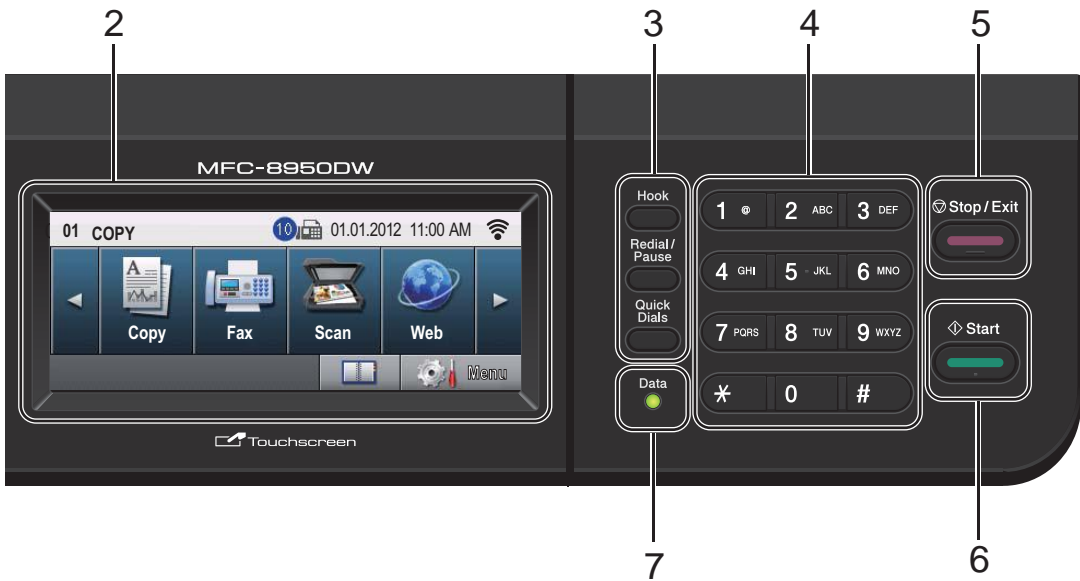 2
3
4
5
MFC-8950DW
01 COPY 10 01.01.2012 11:00 AM
A
Copy Fax Scan Web
Menu
Touchscreen
Hook
Redial /
Pause
Quick
Dials
Data
1 @ 2 ABC 3 DEF
4 GHI 5 JKL 6 MNO
7 PQRS 8 TUV 9 WXYZ
* 0 #
Stop / Exit
Start
7
6